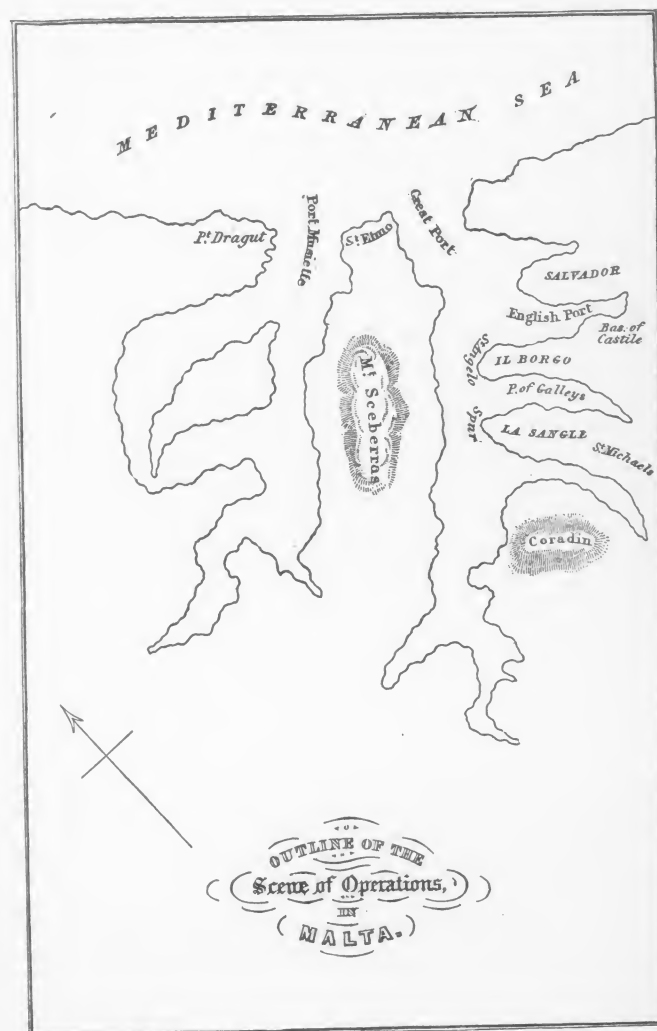 MEDITERRANEAN SEA
Pt. Dragut
Port Musiette
St. Elmo
Great Port
SALVADOR
English Port
Bas. of
Castile
St. Angelo
IL BORGO
P. of Galleys
Spur
LA SANGLE
St. Michaels
Mt. Sceberras
Coradin
OUTLINE OF THE
Scene of Operations,
IN
MALTA.